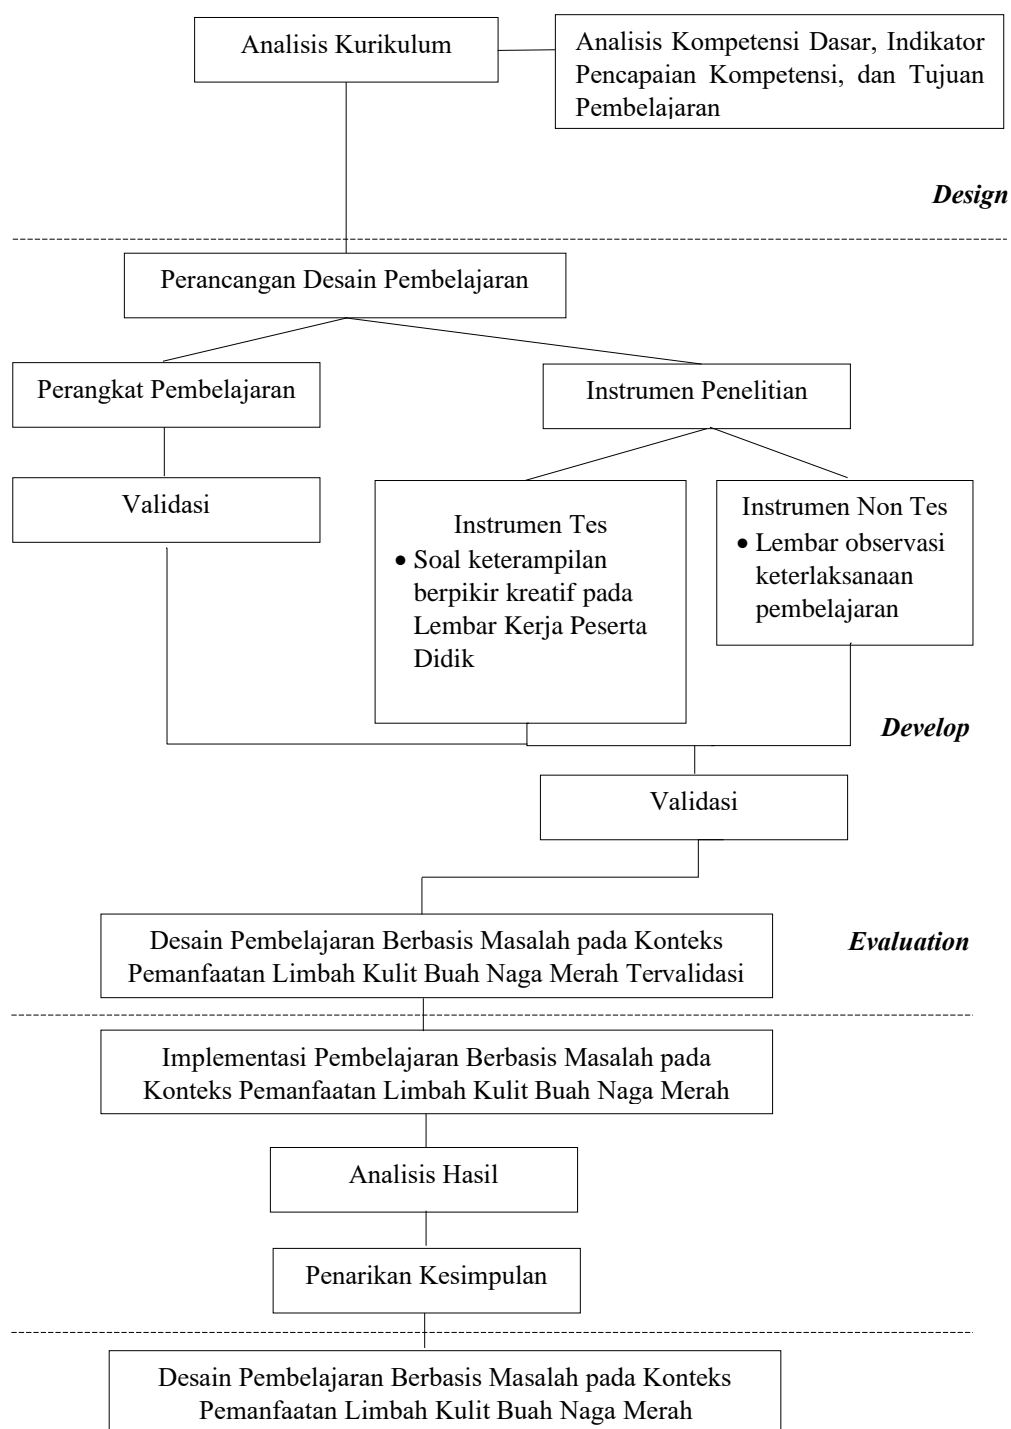 Analisis Kurikulum
Analisis Kompetensi Dasar, Indikator
Pencapaian Kompetensi, dan Tujuan
Pembelajaran
Design
Perancangan Desain Pembelajaran
Perangkat Pembelajaran
Instrumen Penelitian
Validasi
Instrumen Tes
• Soal keterampilan
berpikir kreatif pada
Lembar Kerja Peserta
Didik
Instrumen Non Tes
• Lembar observasi
keterlaksanaan
pembelajaran
Develop
Validasi
Desain Pembelajaran Berbasis Masalah pada Konteks
Pemanfaatan Limbah Kulit Buah Naga Merah Tervalidasi
Evaluation
Implementasi Pembelajaran Berbasis Masalah pada
Konteks Pemanfaatan Limbah Kulit Buah Naga Merah
Analisis Hasil
Penarikan Kesimpulan
Desain Pembelajaran Berbasis Masalah pada Konteks
Pemanfaatan Limbah Kulit Buah Naga Merah